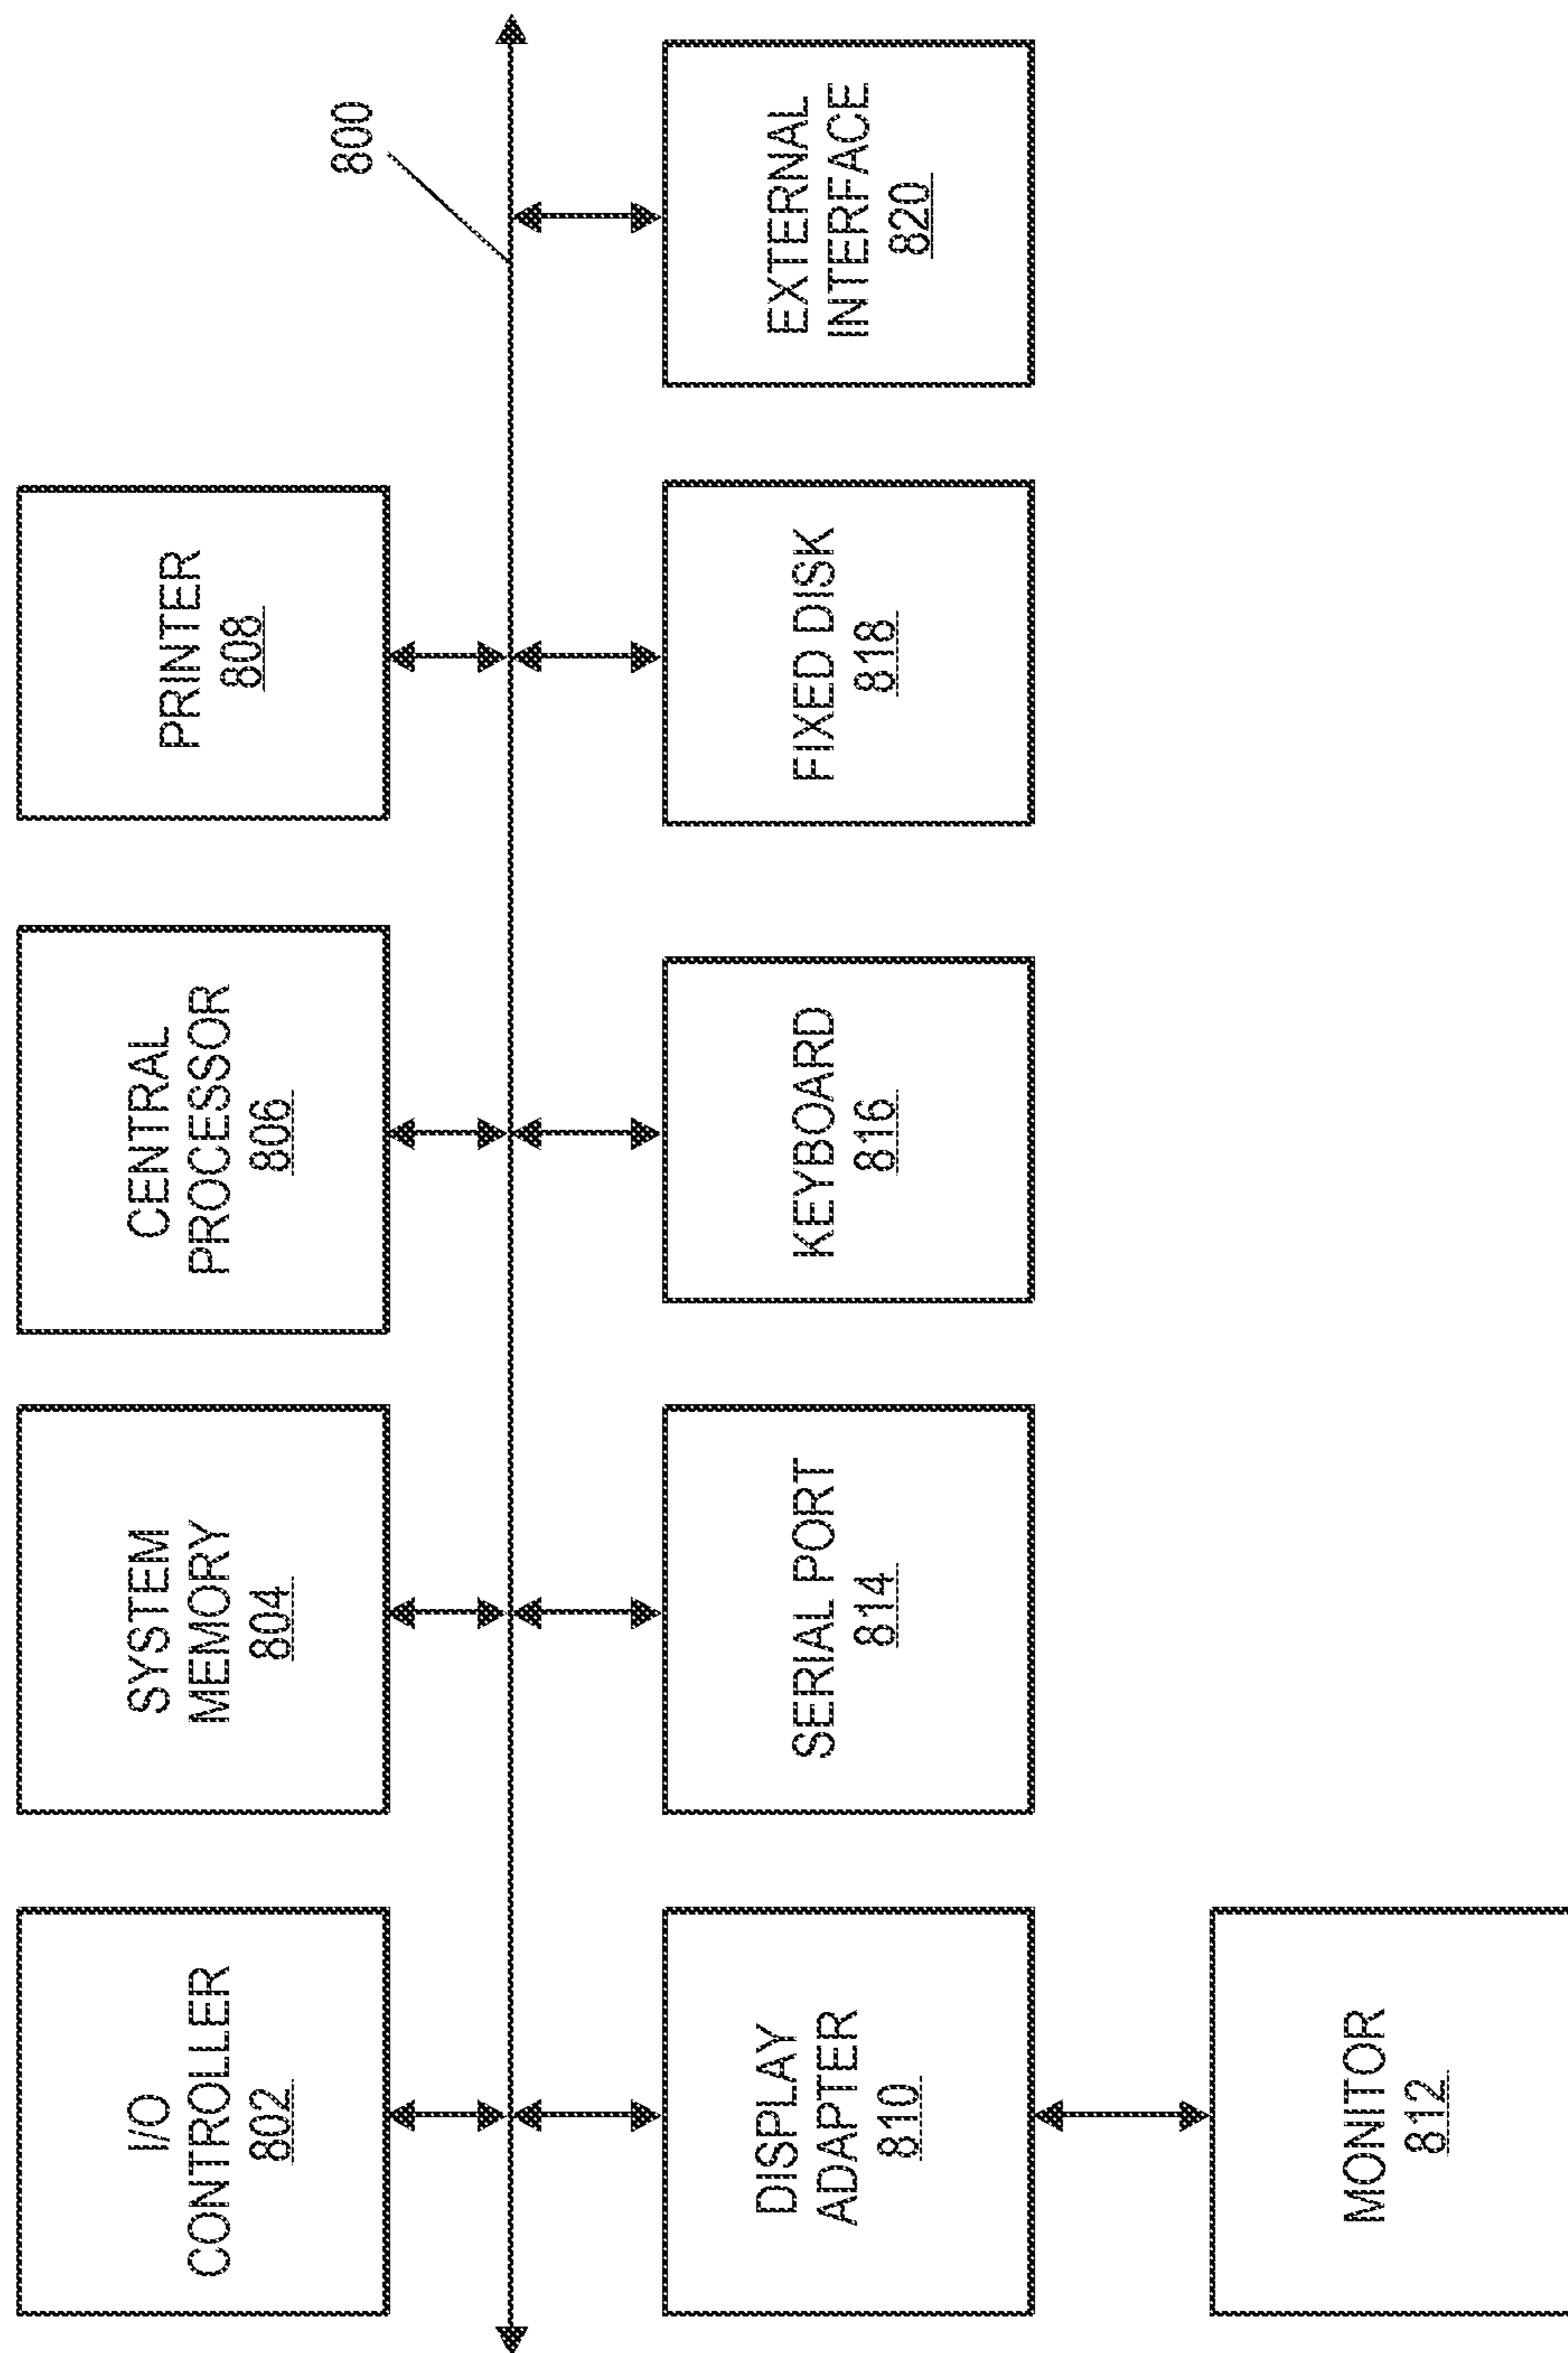 I/O
CONTROLLER
802
SYSTEM
MEMORY
804
CENTRAL
PROCESSOR
806
PRINTER
808
800
DISPLAY
ADAPTER
810
SERIAL PORT
814
KEYBOARD
816
FIXED DISK
818
EXTERNAL
INTERFACE
820
MONITOR
812